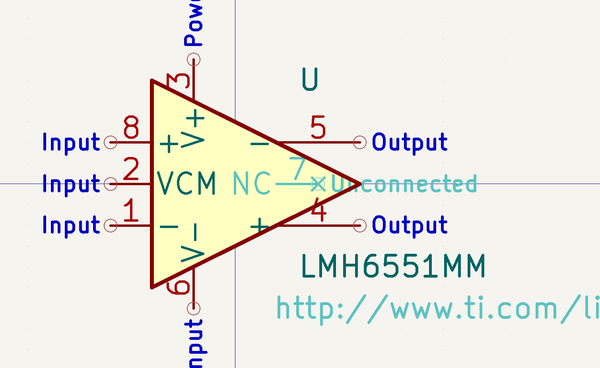 Powe
3
U
V+
Input 8 + − 5 Output
Input 2 VCM NC 7 Unconnected
Input 1 − + 4 Output
V−
6
LMH6551MM
http://www.ti.com/li
nput